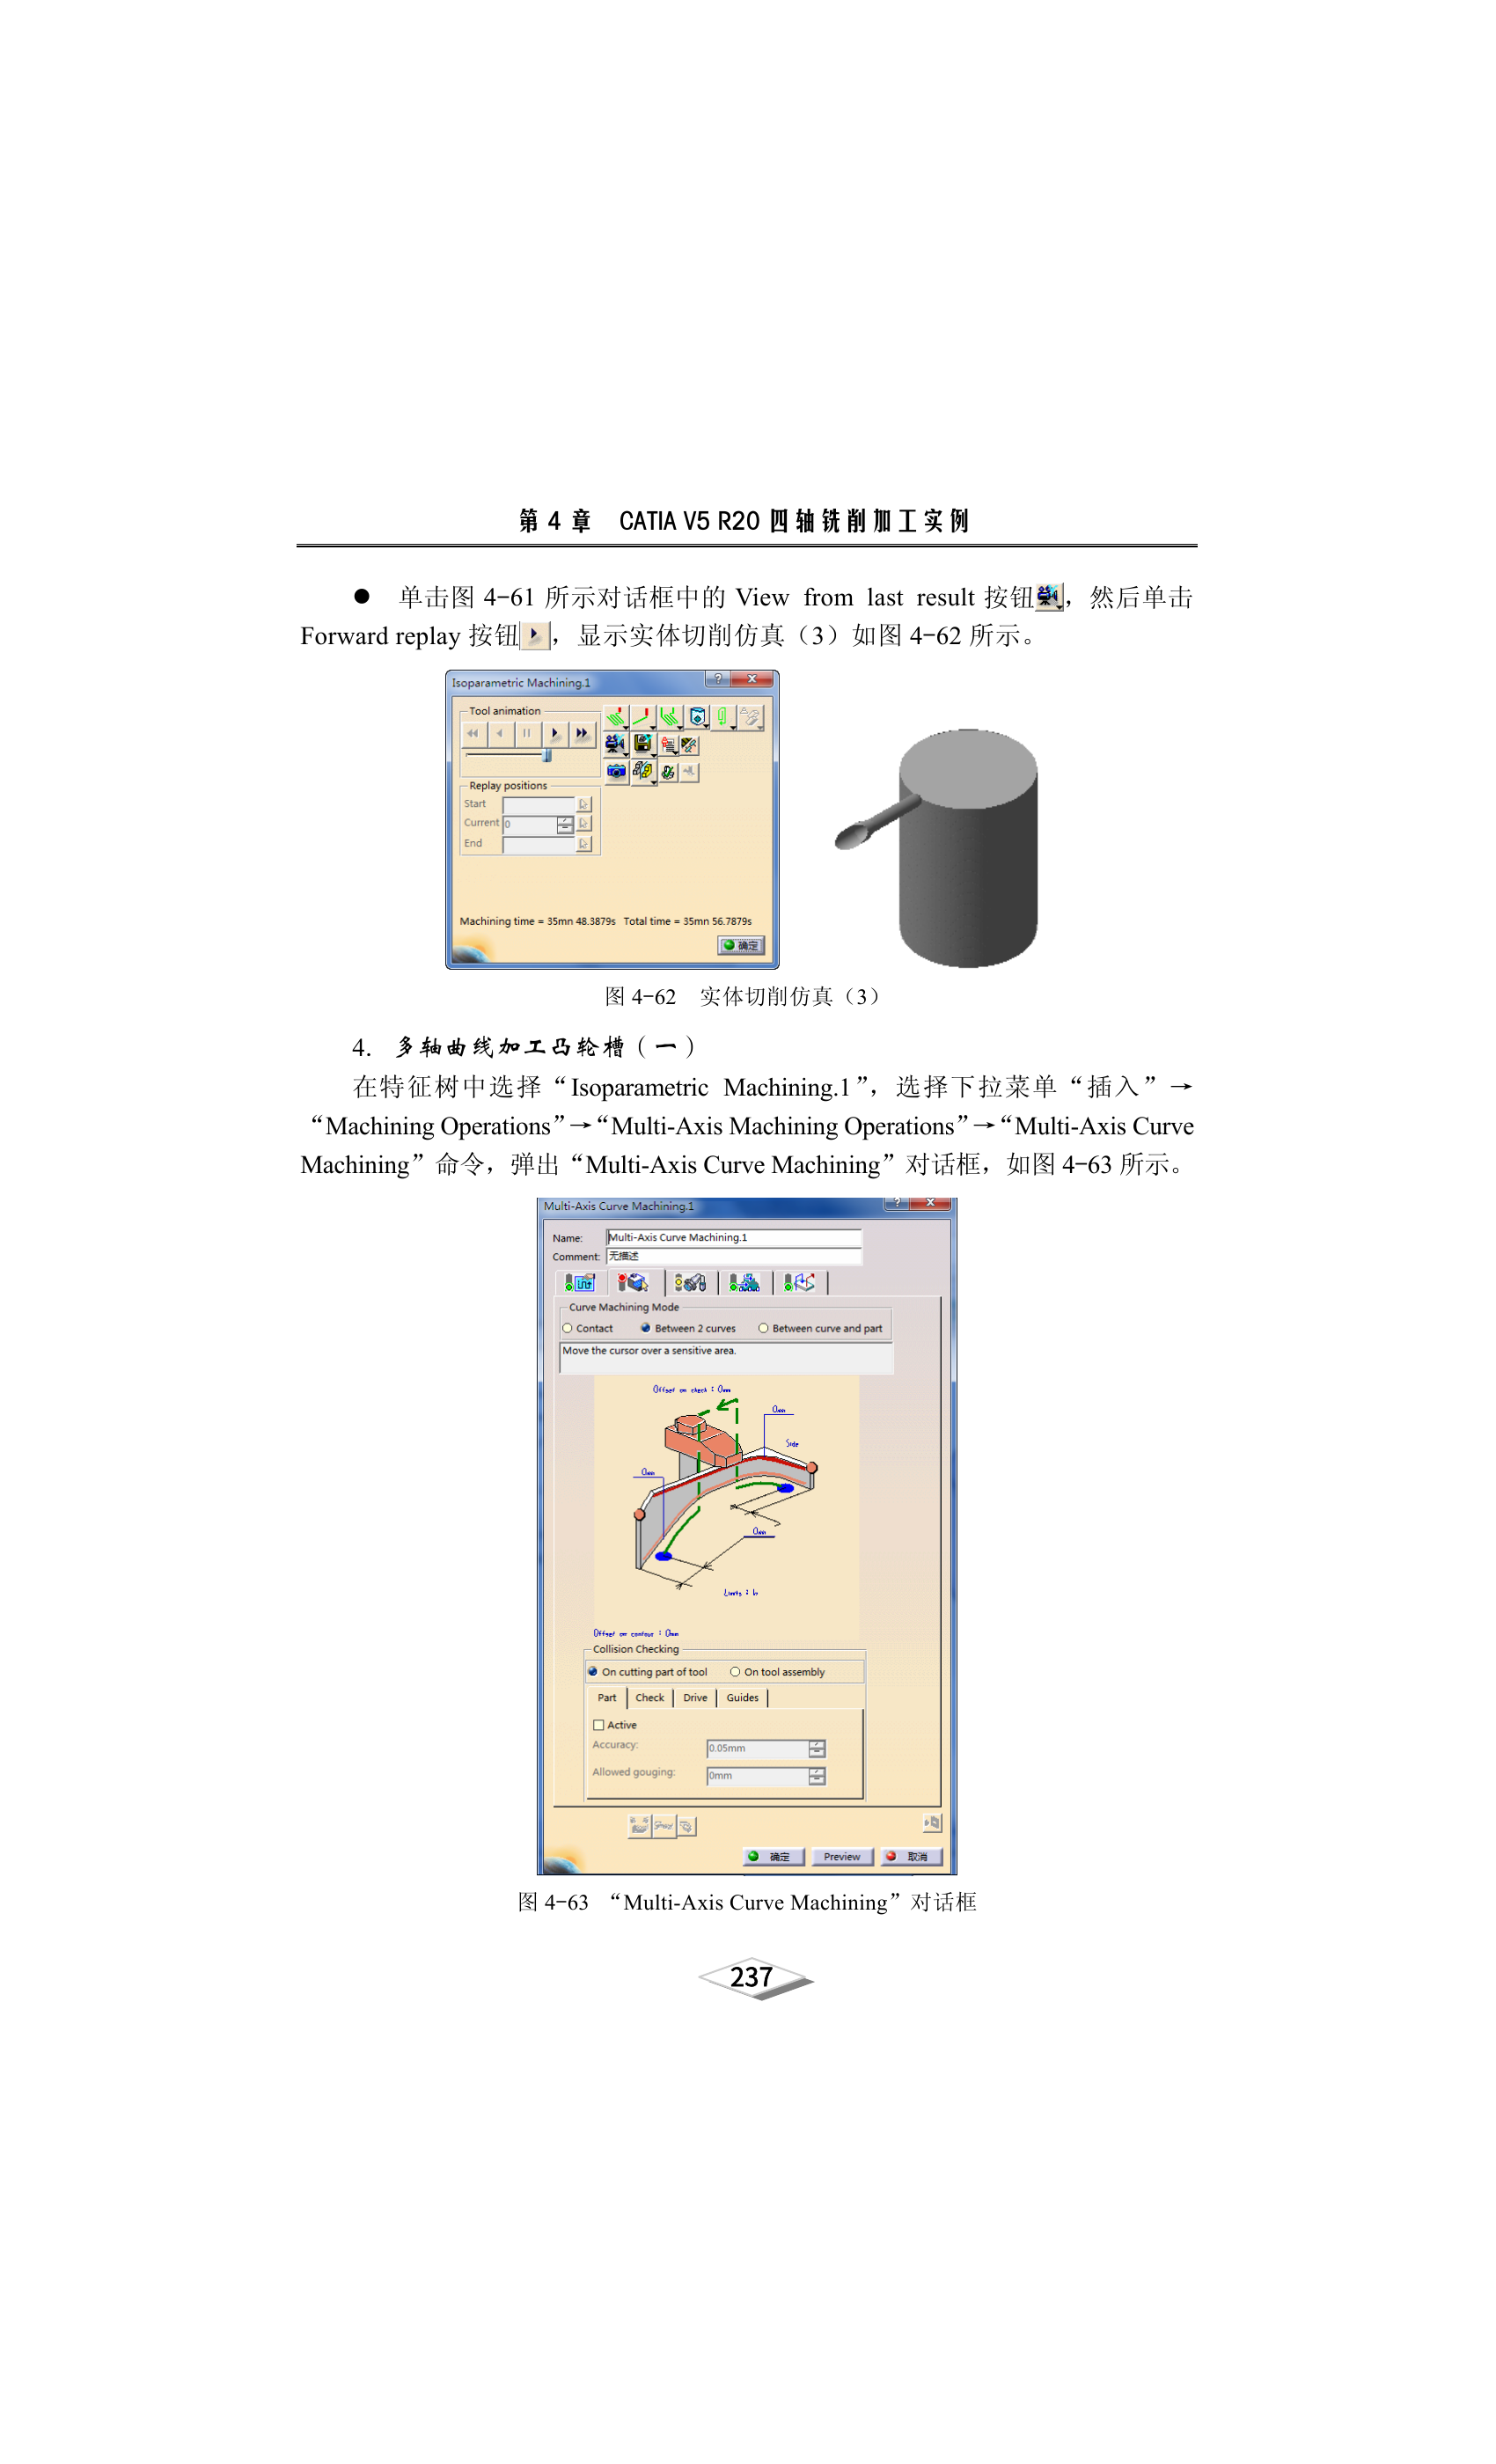 第 4 章 CATIA V5 R20 四轴铣削加工实例
● 单击图 4-61 所示对话框中的 View from last result 按钮，然后单击
Forward replay 按钮，显示实体切削仿真（3）如图 4-62 所示。
Isoparametric Machining.1
Tool animation
Replay positions
Start
Current 0
End
Machining time = 35mn 48.3879s Total time = 35mn 56.7879s
确定
图 4-62 实体切削仿真（3）
4. 多轴曲线加工凸轮槽（一）
在特征树中选择“Isoparametric Machining.1”，选择下拉菜单“插入”→
“Machining Operations”→“Multi-Axis Machining Operations”→“Multi-Axis Curve
Machining”命令，弹出“Multi-Axis Curve Machining”对话框，如图 4-63 所示。
Multi-Axis Curve Machining.1
Name: Multi-Axis Curve Machining.1
Comment: 无描述
Curve Machining Mode
Contact Between 2 curves Between curve and part
Move the cursor over a sensitive area.
Offset on check : 0mm
0mm
Side
0mm
0mm
Limits : In
Offset on contour : 0mm
Collision Checking
On cutting part of tool On tool assembly
Part Check Drive Guides
Active
Accuracy: 0.05mm
Allowed gouging: 0mm
确定 Preview 取消
图 4-63 “Multi-Axis Curve Machining”对话框
237